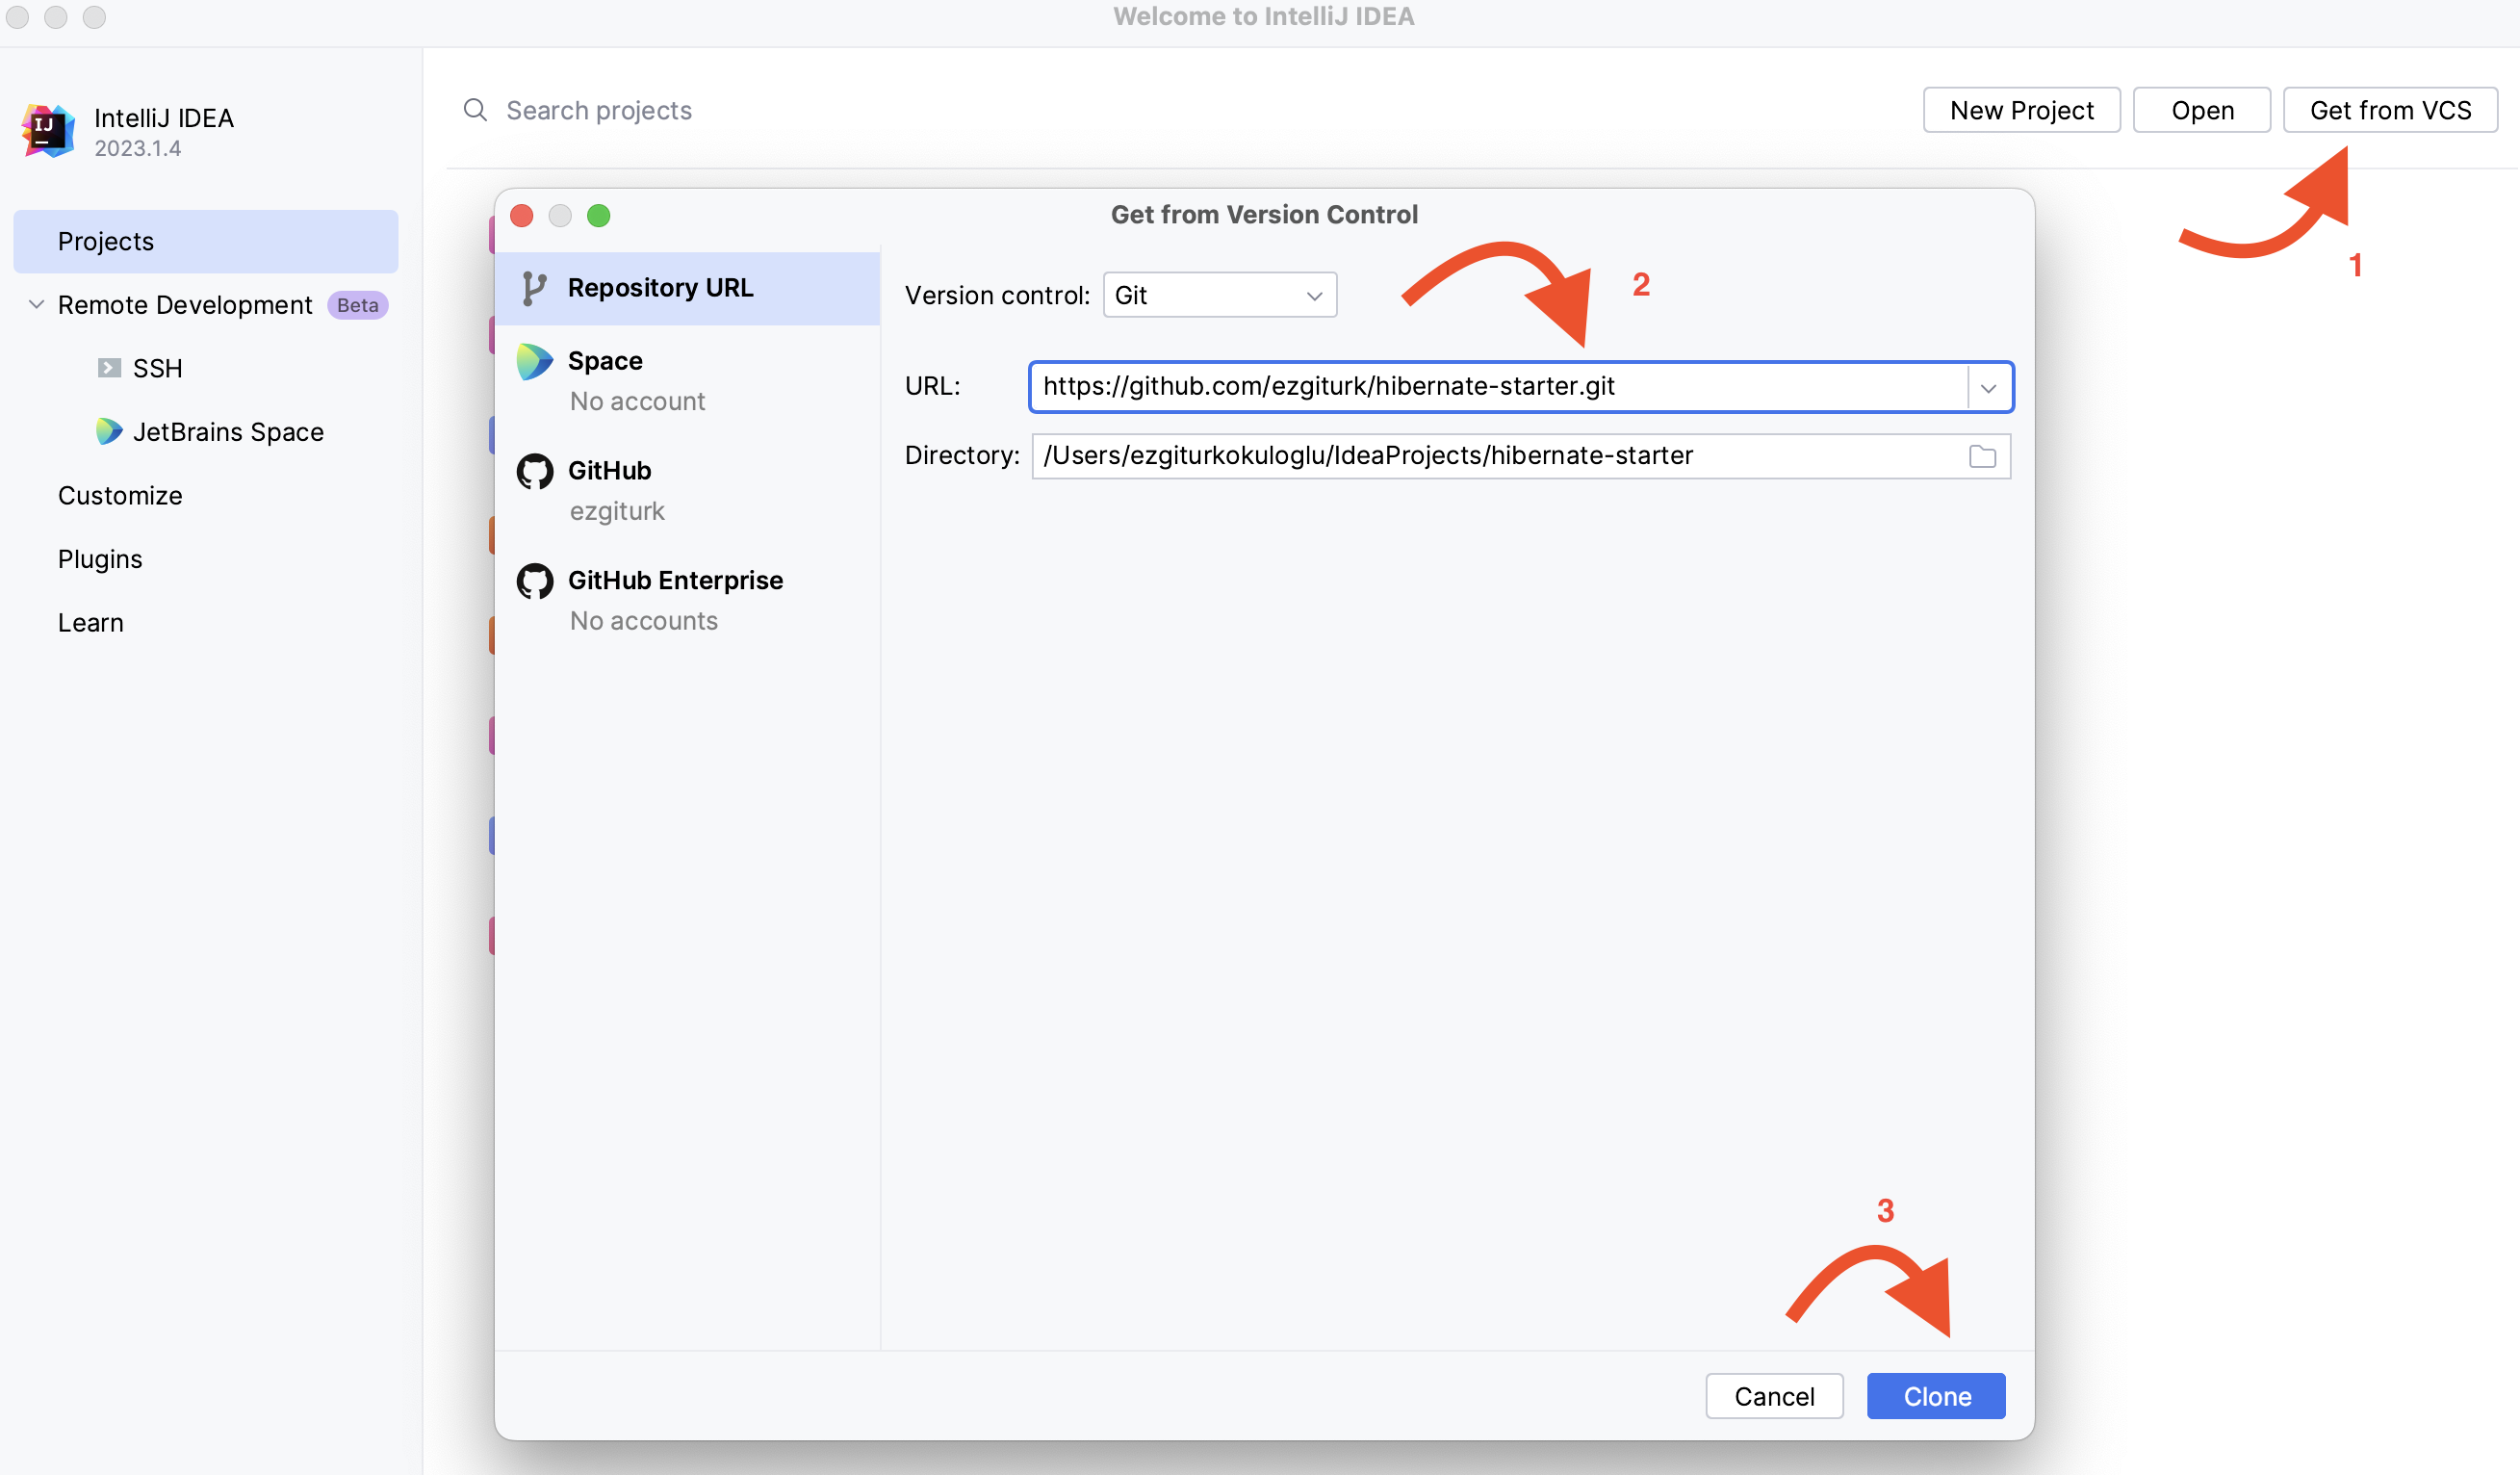 Welcome to IntelliJ IDEA
IJ
IntelliJ IDEA
2023.1.4
Search projects
New Project
Open
Get from VCS
1
Projects
Remote Development Beta
SSH
JetBrains Space
Customize
Plugins
Learn
Get from Version Control
Repository URL
Space
No account
GitHub
ezgiturk
GitHub Enterprise
No accounts
Version control: Git
2
URL: https://github.com/ezgiturk/hibernate-starter.git
Directory: /Users/ezgiturkokuloglu/IdeaProjects/hibernate-starter
3
Cancel
Clone